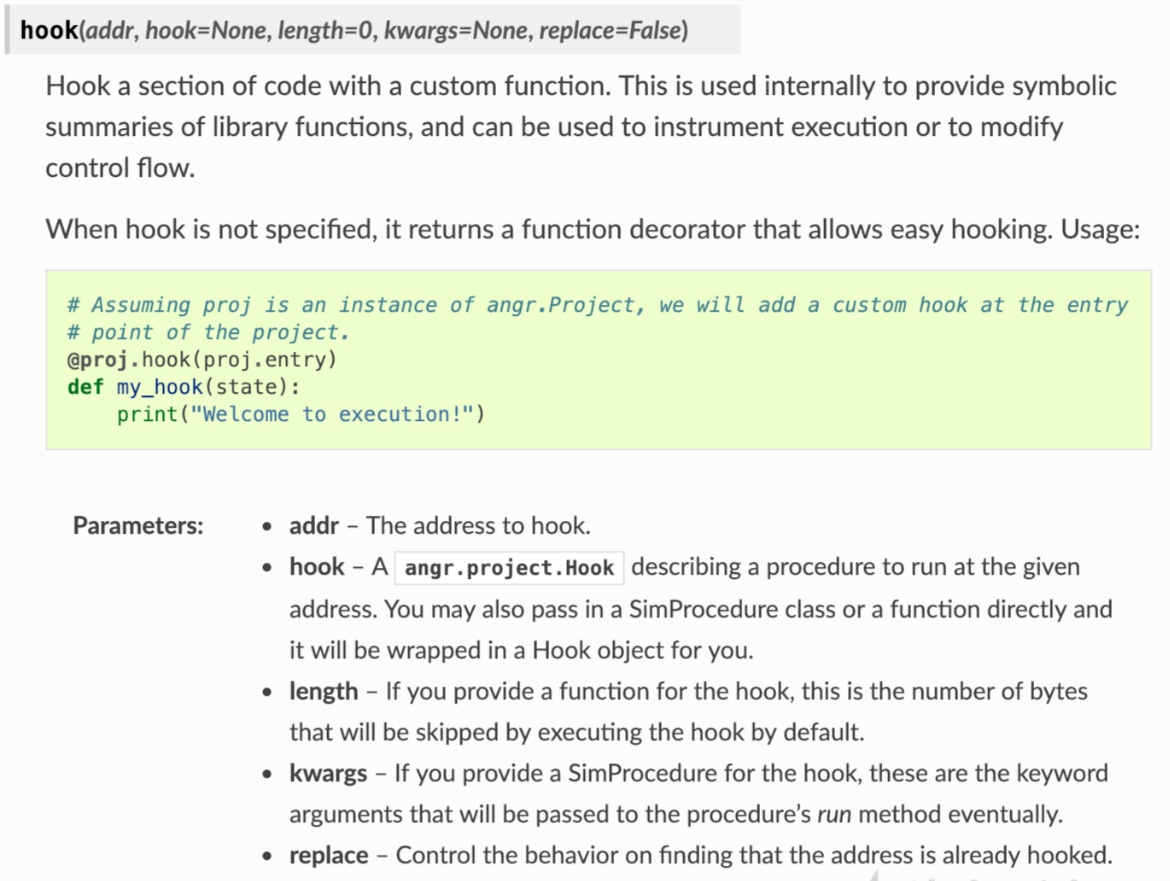 hook(addr, hook=None, length=0, kwargs=None, replace=False)
Hook a section of code with a custom function. This is used internally to provide symbolic
summaries of library functions, and can be used to instrument execution or to modify
control flow.
When hook is not specified, it returns a function decorator that allows easy hooking. Usage:
# Assuming proj is an instance of angr.Project, we will add a custom hook at the entry
# point of the project.
@proj.hook(proj.entry)
def my_hook(state):
    print("Welcome to execution!")
Parameters:
• addr – The address to hook.
• hook – A angr.project.Hook describing a procedure to run at the given
address. You may also pass in a SimProcedure class or a function directly and
it will be wrapped in a Hook object for you.
• length – If you provide a function for the hook, this is the number of bytes
that will be skipped by executing the hook by default.
• kwargs – If you provide a SimProcedure for the hook, these are the keyword
arguments that will be passed to the procedure's run method eventually.
• replace – Control the behavior on finding that the address is already hooked.